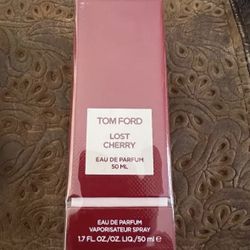 TOM FORD
LOST
CHERRY
EAU DE PARFUM
50 ML
EAU DE PARFUM
VAPORISATEUR SPRAY
1.7 FL.OZ./OZ. LIQ./50 ml ℮